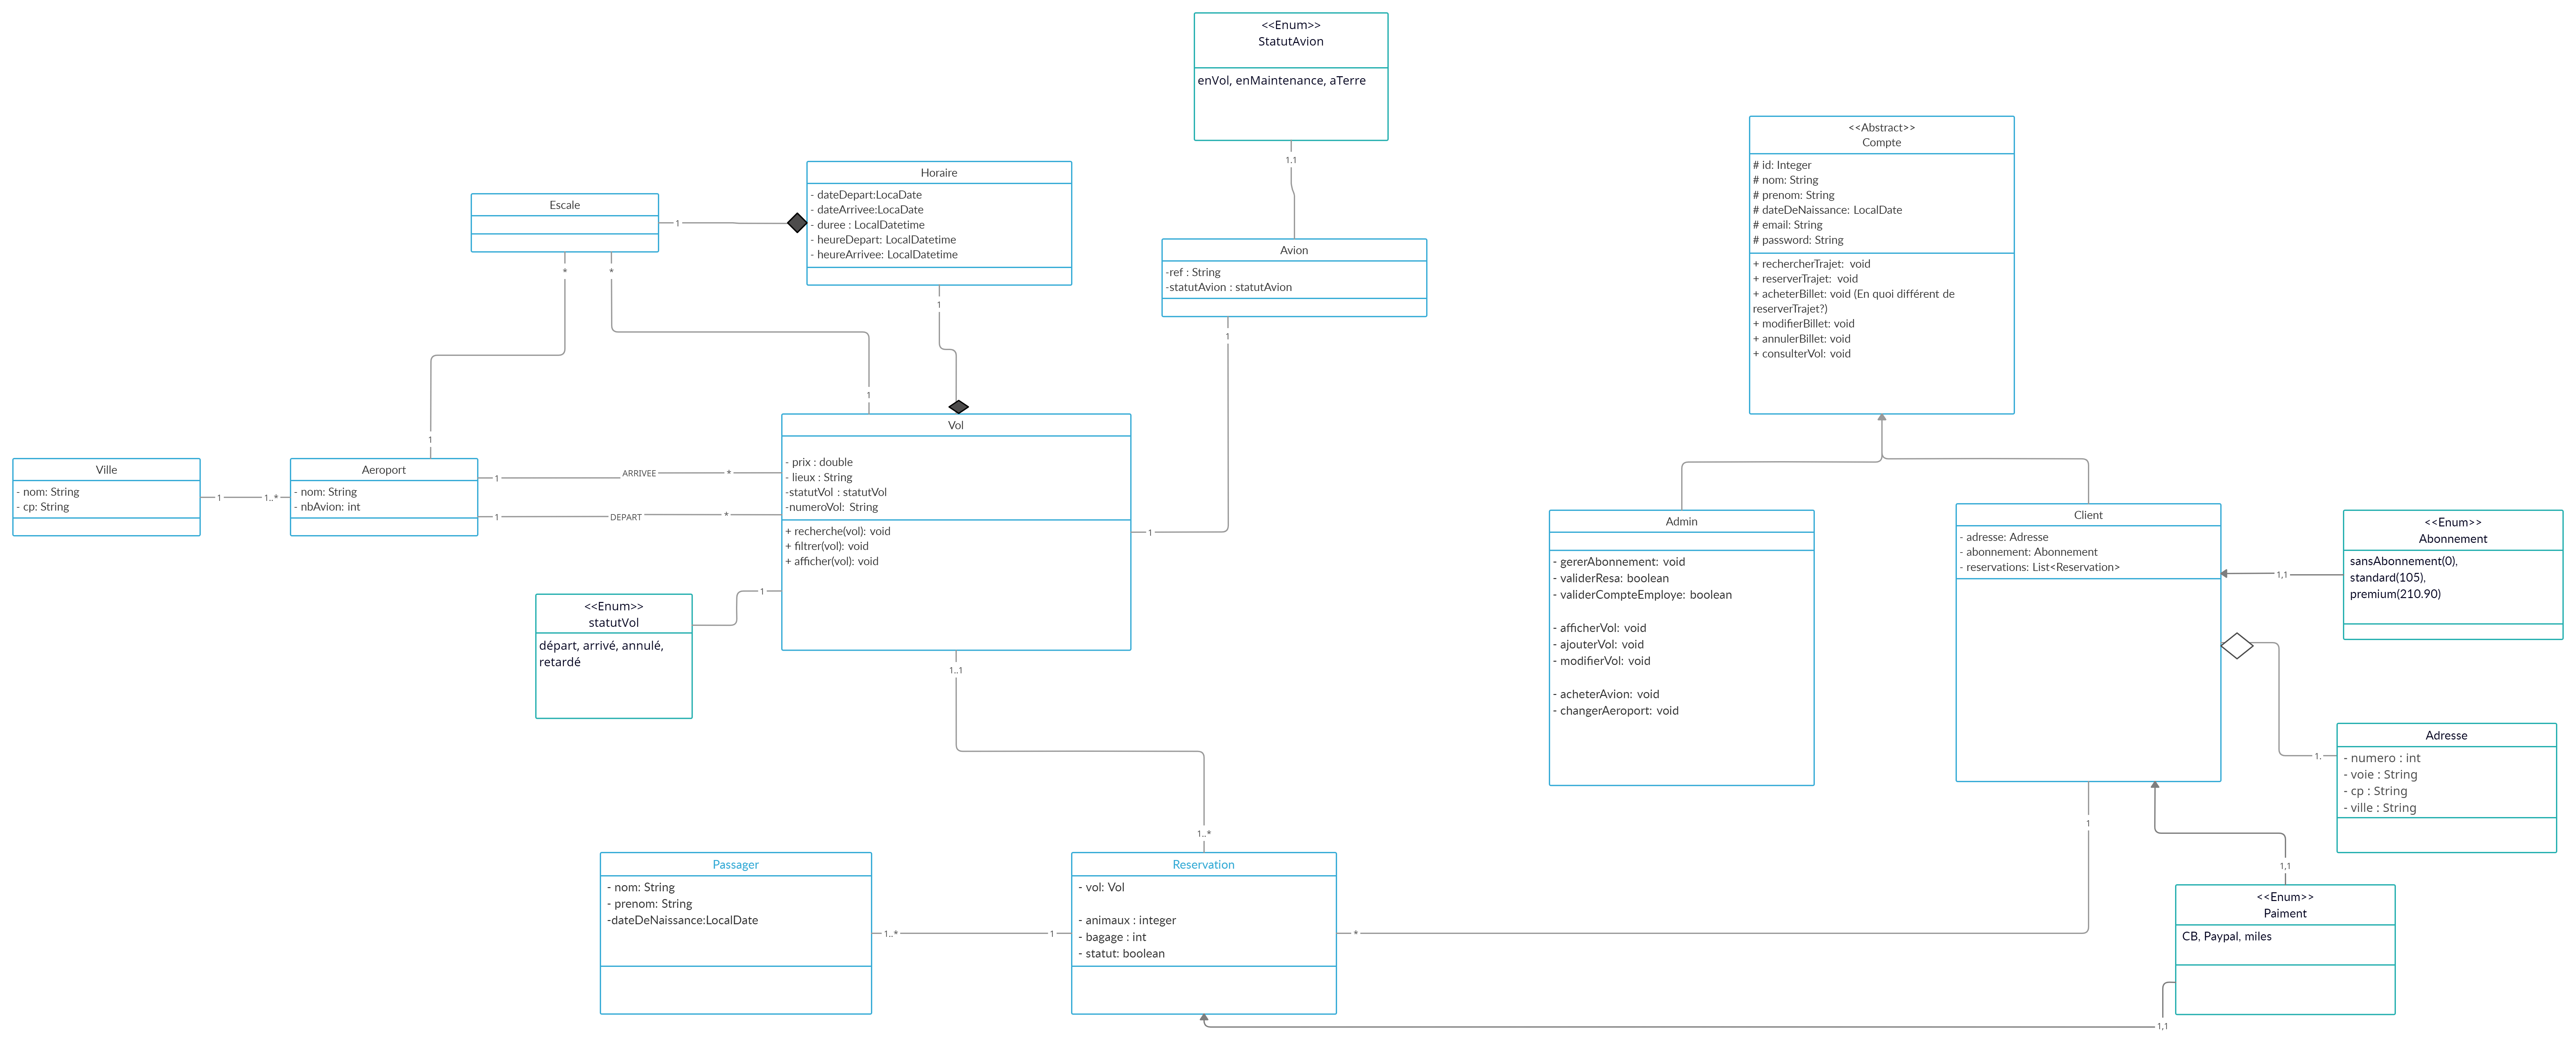 <<Enum>>
StatutAvion
enVol, enMaintenance, aTerre
1.1
<<Abstract>>
Compte
# id: Integer
# nom: String
# prenom: String
# dateDeNaissance: LocalDate
# email: String
# password: String
+ rechercherTrajet:  void
+ reserverTrajet:  void
+ acheterBillet: void (En quoi différent de
reserverTrajet?)
+ modifierBillet: void
+ annulerBillet: void
+ consulterVol: void
Horaire
- dateDepart:LocaDate
- dateArrivee:LocaDate
- duree : LocalDatetime
- heureDepart: LocalDatetime
- heureArrivee: LocalDatetime
1
Escale
1
*
*
Avion
-ref : String
-statutAvion : statutAvion
1
1
1
Ville
- nom: String
- cp: String
1
1..*
Aeroport
- nom: String
- nbAvion: int
1
ARRIVEE
*
1
DEPART
*
Vol
- prix : double
- lieux : String
-statutVol : statutVol
-numeroVol: String
+ recherche(vol): void
+ filtrer(vol): void
+ afficher(vol): void
1
1
<<Enum>>
statutVol
départ, arrivé, annulé,
retardé
1..1
1..*
Admin
- gererAbonnement: void
- validerResa: boolean
- validerCompteEmploye: boolean
- afficherVol: void
- ajouterVol: void
- modifierVol: void
- acheterAvion: void
- changerAeroport: void
Client
- adresse: Adresse
- abonnement: Abonnement
- reservations: List<Reservation>
1,1
<<Enum>>
Abonnement
sansAbonnement(0),
standard(105),
premium(210.90)
1.
Adresse
- numero : int
- voie : String
- cp : String
- ville : String
1
1,1
Passager
- nom: String
- prenom: String
-dateDeNaissance:LocalDate
1..*
1
Reservation
- vol: Vol
- animaux : integer
- bagage : int
- statut: boolean
*
<<Enum>>
Paiment
CB, Paypal, miles
1,1